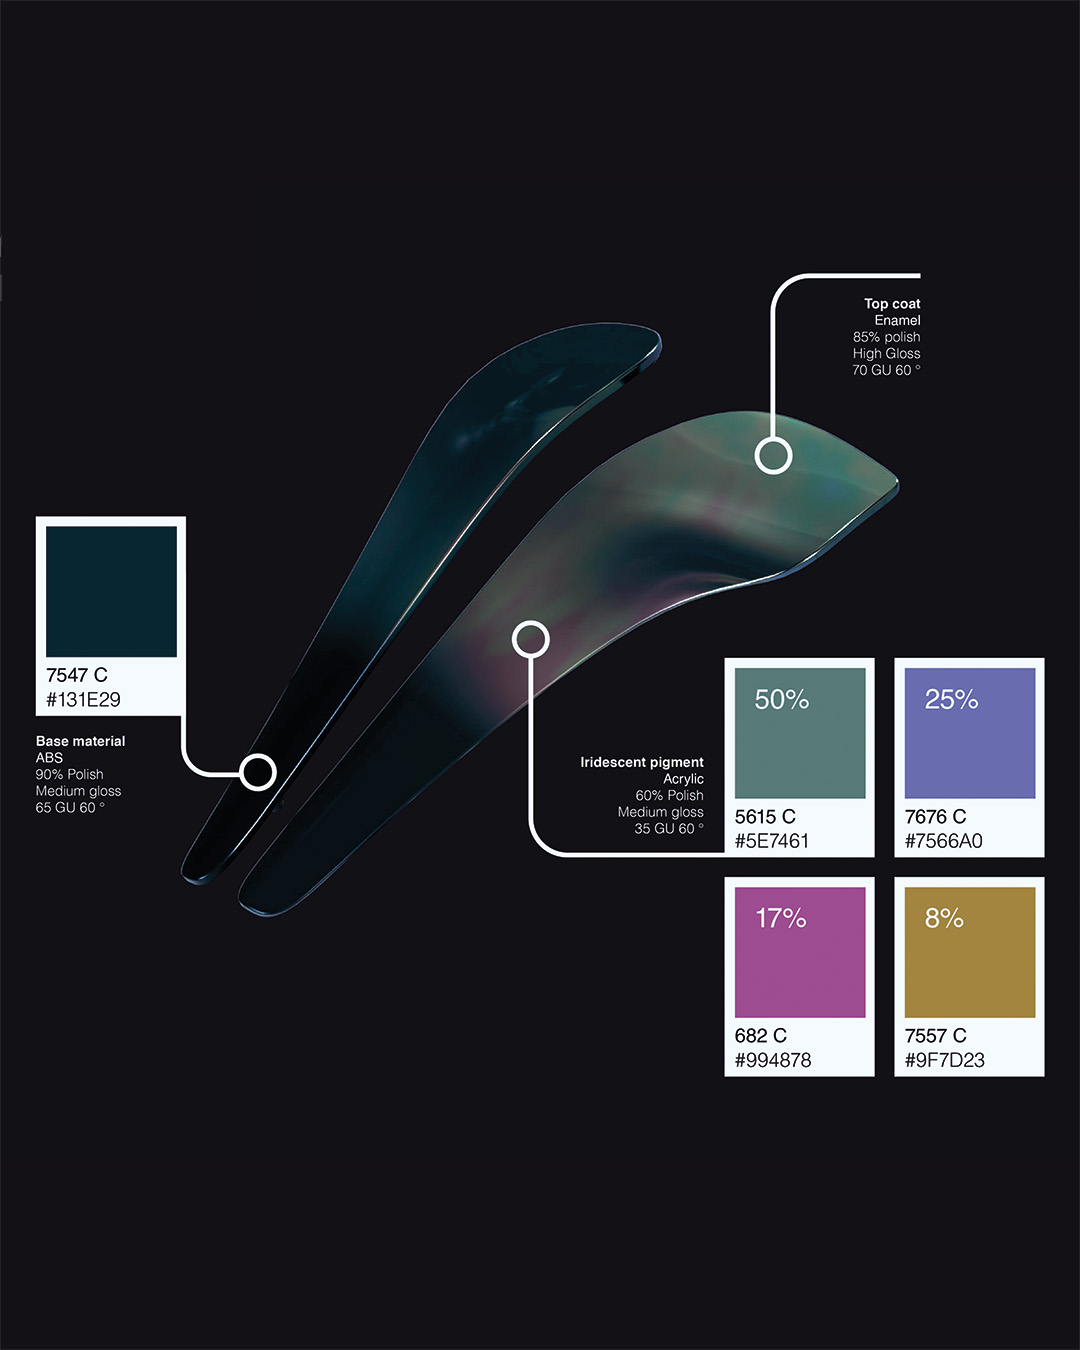 Top coat
Enamel
85% polish
High Gloss
70 GU 60 °
7547 C
#131E29
Base material
ABS
90% Polish
Medium gloss
65 GU 60 °
Iridescent pigment
Acrylic
60% Polish
Medium gloss
35 GU 60 °
50%
5615 C
#5E7461
25%
7676 C
#7566A0
17%
682 C
#994878
8%
7557 C
#9F7D23